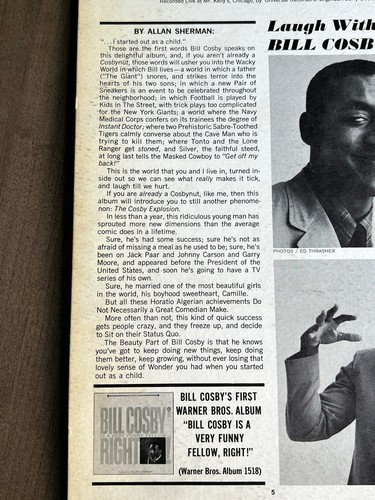 Recorded Live at Mr. Kelly's, Chicago, by Universal
Laugh With
BILL COSB
BY ALLAN SHERMAN:
". . . I started out as a child."
Those are the first words Bill Cosby speaks on
this delightful album, and, if you aren't already a
Cosbynut, those words will usher you into the Wacky
World in which Bill lives—a world in which a father
("The Giant") snores, and strikes terror into the
hearts of his two sons; in which a new Pair of
Sneakers is an event to be celebrated throughout
the neighborhood; in which Football is played by
Kids in The Street, with trick plays too complicated
for the New York Giants; a world where the Navy
Medical Corps confers on its trainees the degree of
Instant Doctor; where two Prehistoric Sabre-Toothed
Tigers calmly converse about the Cave Man who is
trying to kill them; where Tonto and the Lone
Ranger get stoned, and Silver, the faithful steed,
at long last tells the Masked Cowboy to "Get off my
back!"
This is the world that you and I live in, turned in-
side out so we can see what really makes it tick,
and laugh till we hurt.
If you are already a Cosbynut, like me, then this
album will introduce you to still another phenome-
non: The Cosby Explosion.
In less than a year, this ridiculous young man has
sprouted more new dimensions than the average
comic does in a lifetime.
Sure, he's had some success; sure he's not as
afraid of missing a meal as he used to be; sure, he's
been on Jack Paar and Johnny Carson and Garry
Moore, and appeared before the President of the
United States, and soon he's going to have a TV
series of his own.
Sure, he married one of the most beautiful girls
in the world, his boyhood sweetheart, Camille.
But all these Horatio Algerian achievements Do
Not Necessarily a Great Comedian Make.
More often than not, this kind of quick success
gets people crazy, and they freeze up, and decide
to Sit on their Status Quo.
The Beauty Part of Bill Cosby is that he knows
you've got to keep doing new things, keep doing
them better, keep growing, without ever losing that
lovely sense of Wonder you had when you started
out as a child.
PHOTOS / ED THRASHER
BILL COSBY
RIGHT!
BILL COSBY'S FIRST
WARNER BROS. ALBUM
"BILL COSBY IS A
VERY FUNNY
FELLOW, RIGHT!"
(Warner Bros. Album 1518)
5